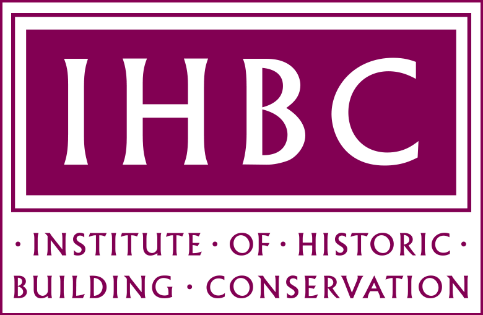 IHBC
· INSTITUTE · OF · HISTORIC ·
BUILDING · CONSERVATION